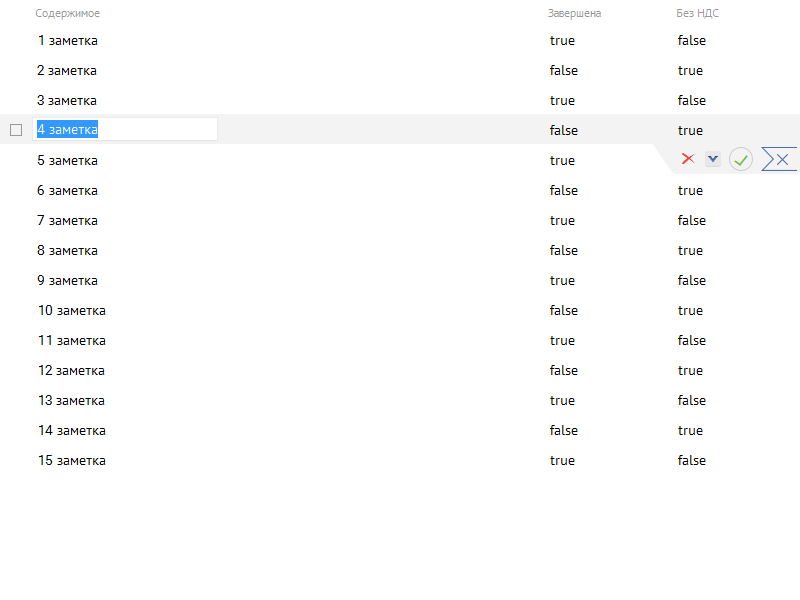 Содержимое Завершена Без НДС
1 заметка true false
2 заметка false true
3 заметка true false
4 заметка false true
5 заметка true
6 заметка false true
7 заметка true false
8 заметка false true
9 заметка true false
10 заметка false true
11 заметка true false
12 заметка false true
13 заметка true false
14 заметка false true
15 заметка true false